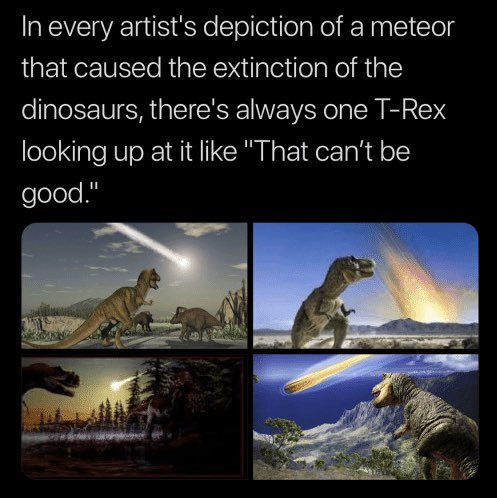 In every artist's depiction of a meteor
that caused the extinction of the
dinosaurs, there's always one T-Rex
looking up at it like "That can’t be
good."